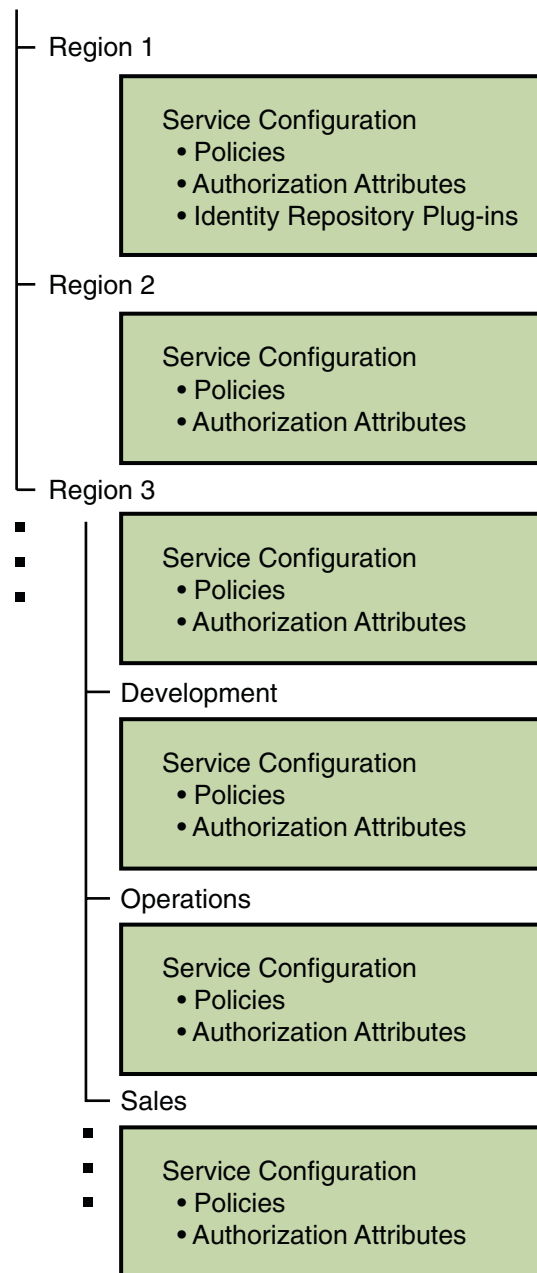 Region 1
Service Configuration
• Policies
• Authorization Attributes
• Identity Repository Plug-ins
Region 2
Service Configuration
• Policies
• Authorization Attributes
Region 3
Service Configuration
• Policies
• Authorization Attributes
Development
Service Configuration
• Policies
• Authorization Attributes
Operations
Service Configuration
• Policies
• Authorization Attributes
Sales
Service Configuration
• Policies
• Authorization Attributes